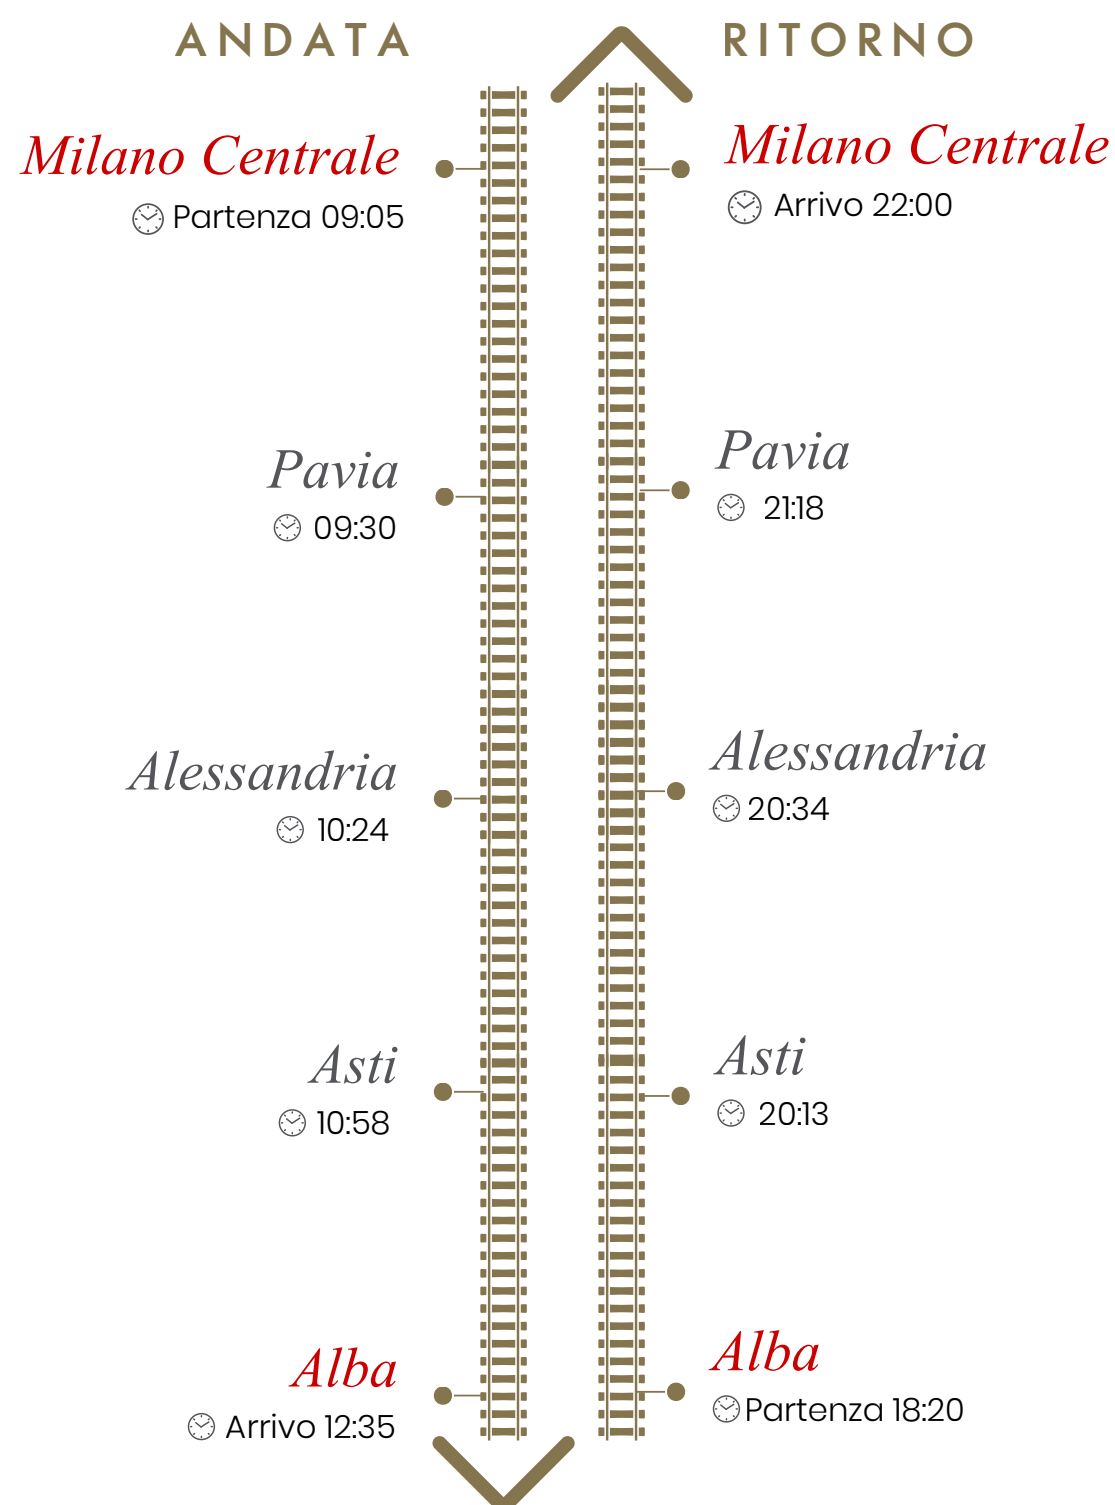 ANDATA
Milano Centrale
Partenza 09:05
Pavia
09:30
Alessandria
10:24
Asti
10:58
Alba
Arrivo 12:35
RITORNO
Milano Centrale
Arrivo 22:00
Pavia
21:18
Alessandria
20:34
Asti
20:13
Alba
Partenza 18:20